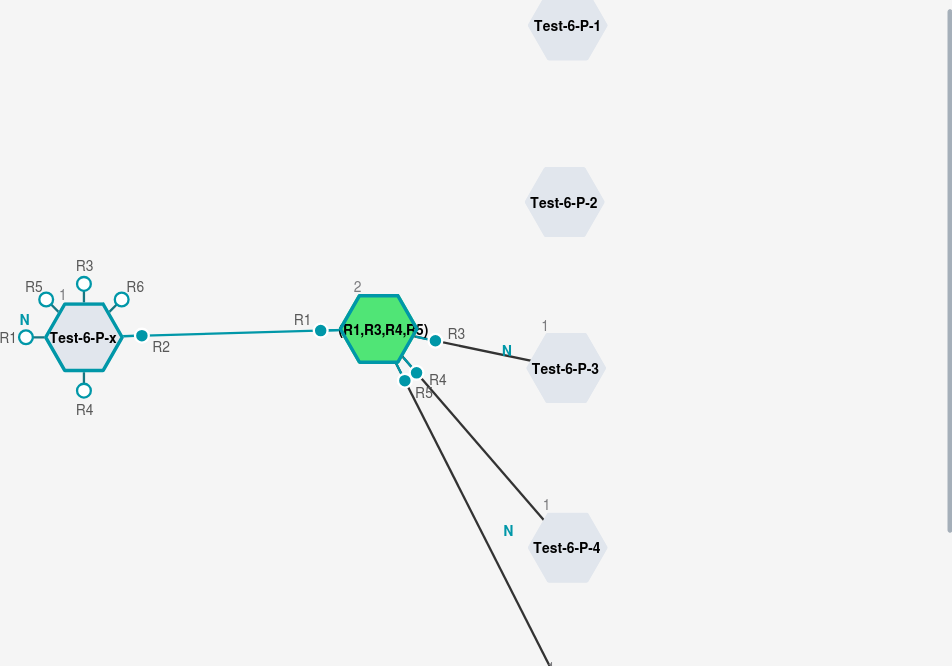 Test-6-P-1
Test-6-P-2
R3
R5
1
R6
N
R1
Test-6-P-x
R2
R4
2
R1
(R1,R3,R4,R5)
R3
R4
R5
1
N
Test-6-P-3
1
N
Test-6-P-4